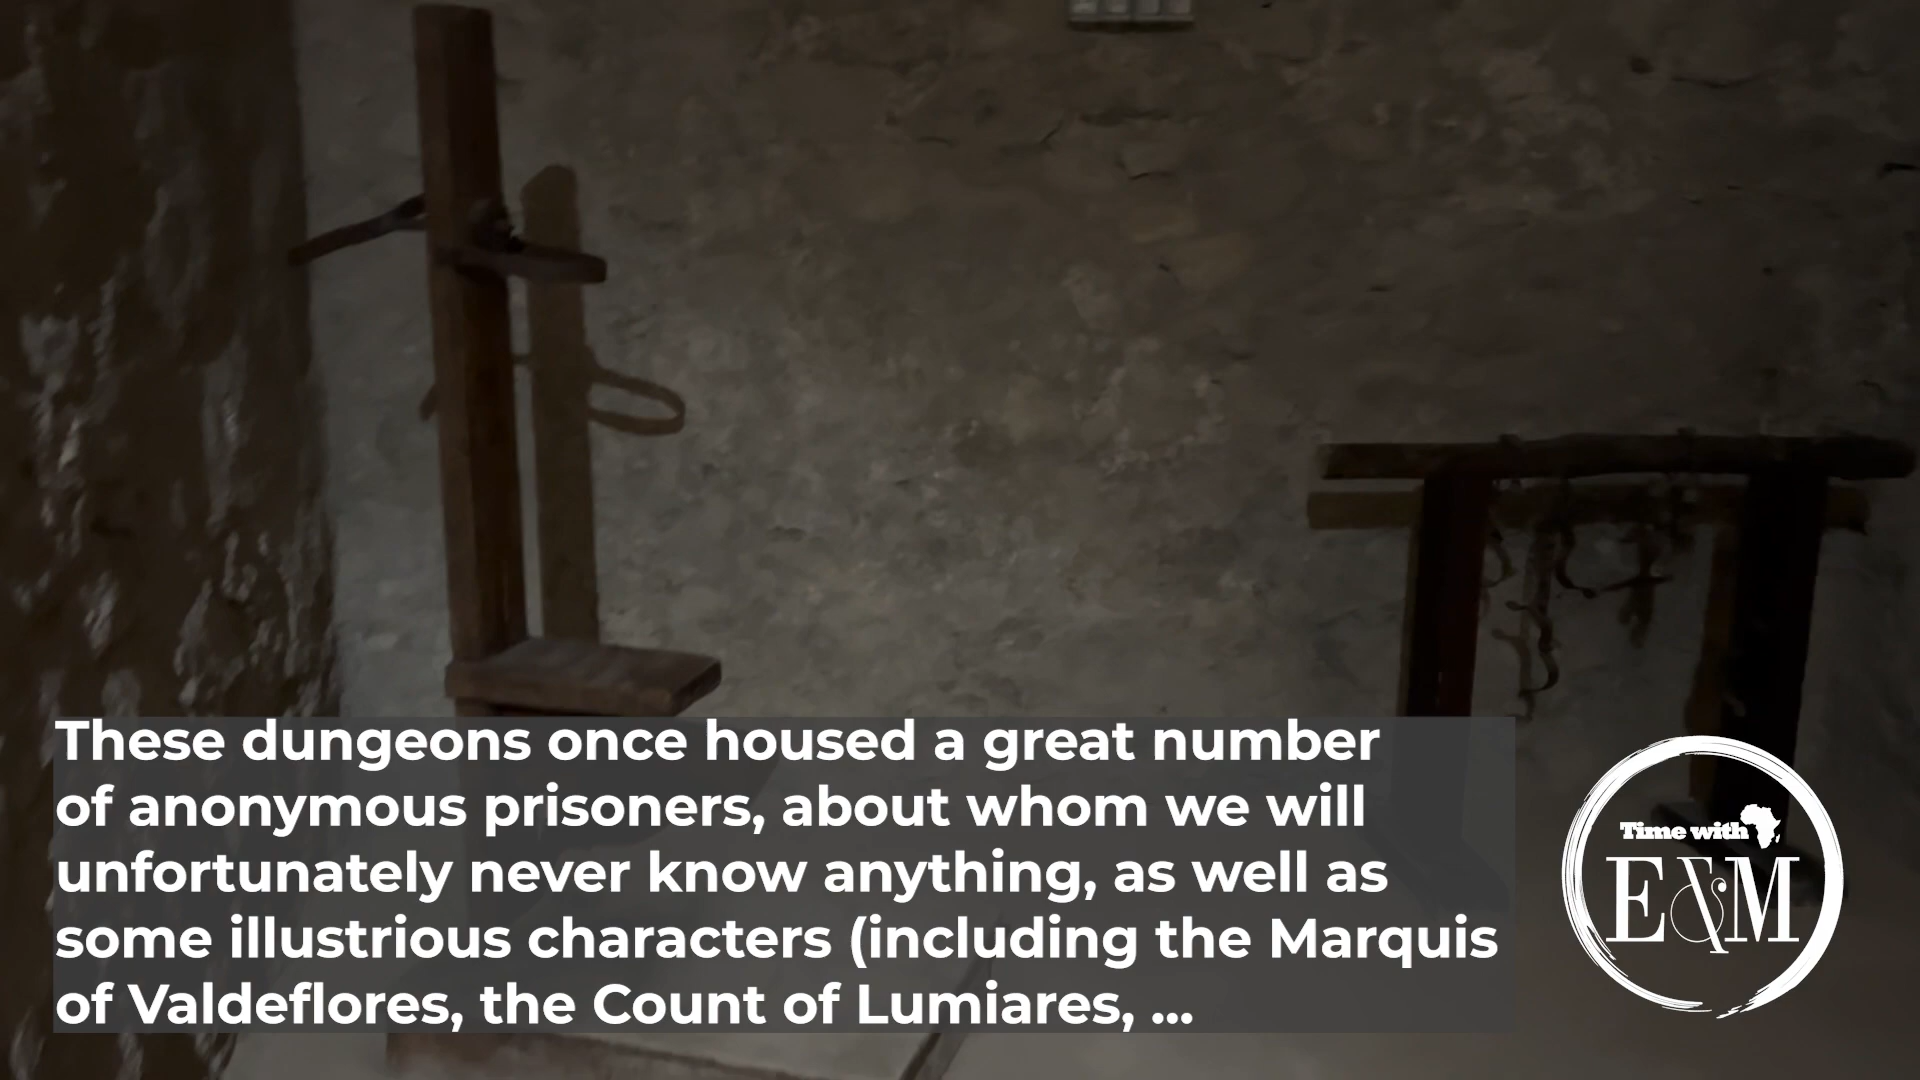 These dungeons once housed a great number
of anonymous prisoners, about whom we will
unfortunately never know anything, as well as
some illustrious characters (including the Marquis
of Valdeflores, the Count of Lumiares, ...
Time with
E&M